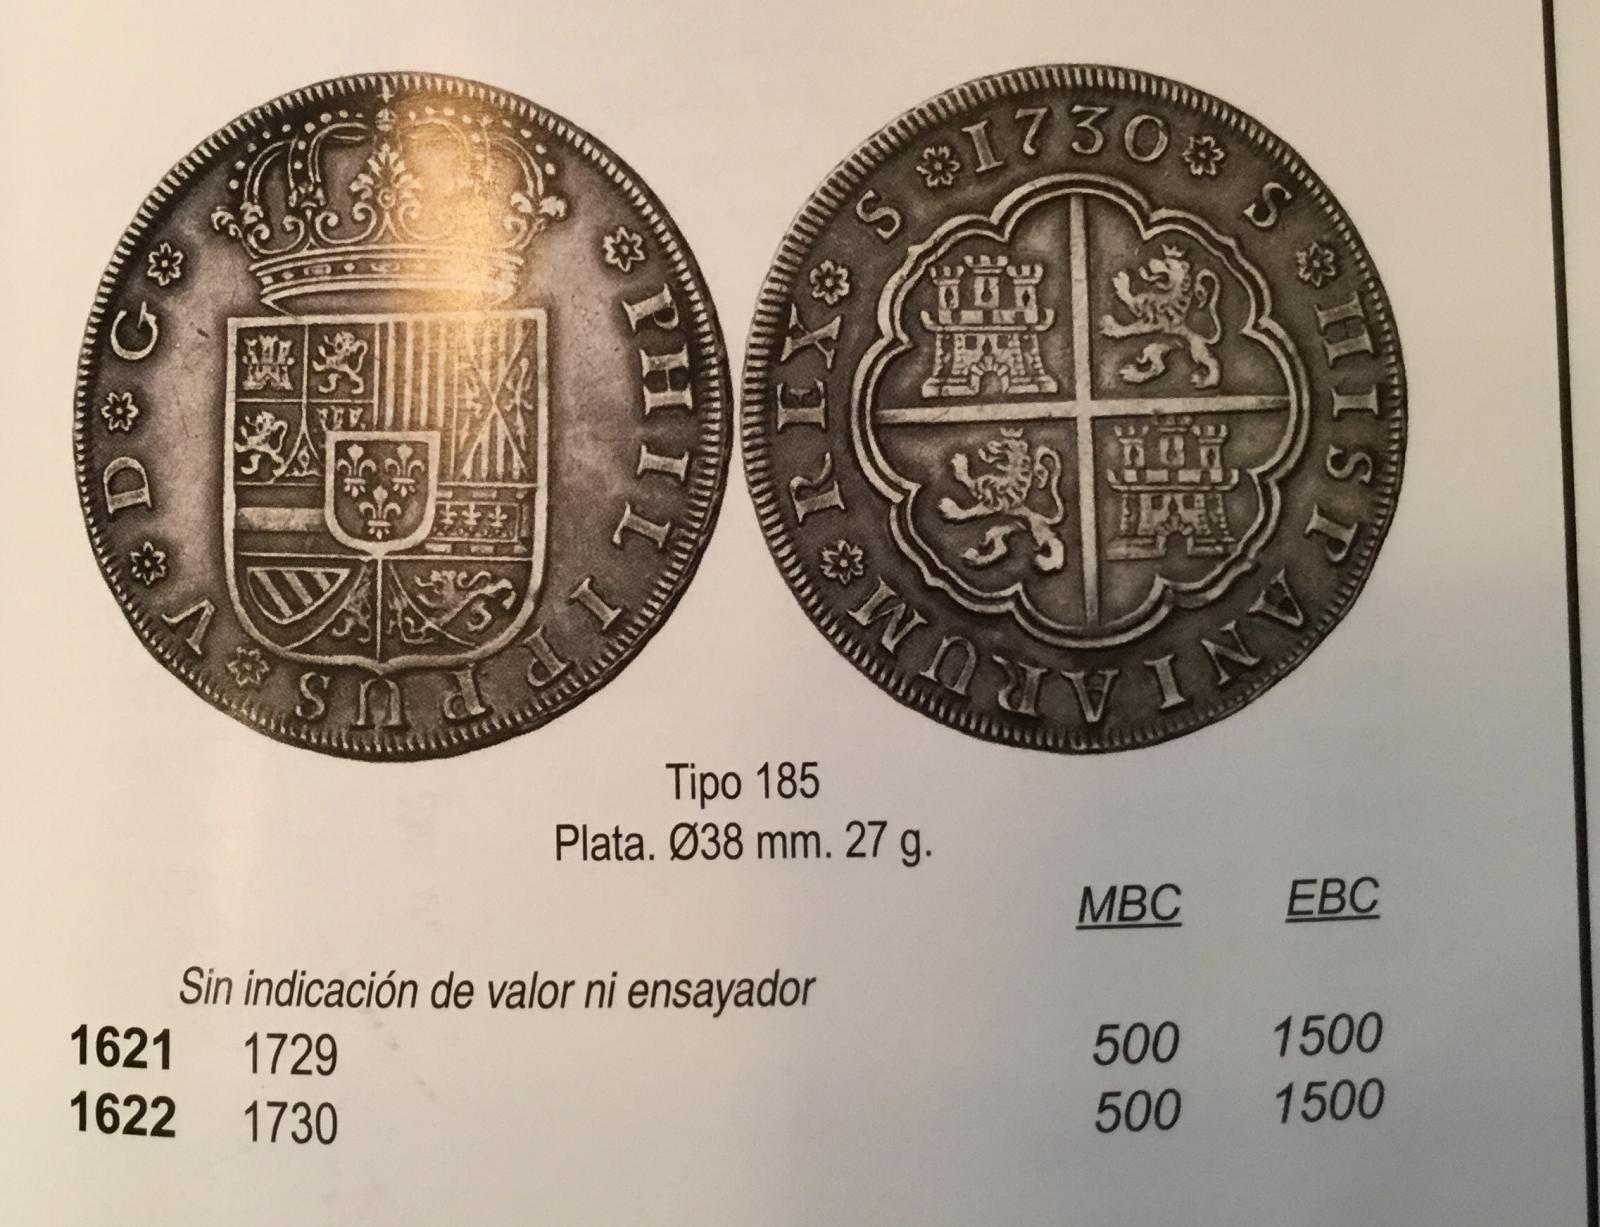 PHILIPPUS V D G
1730 S HISPANIARUM REX S
Tipo 185
Plata. Ø38 mm. 27 g.
MBC EBC
Sin indicación de valor ni ensayador
1621 1729 500 1500
1622 1730 500 1500